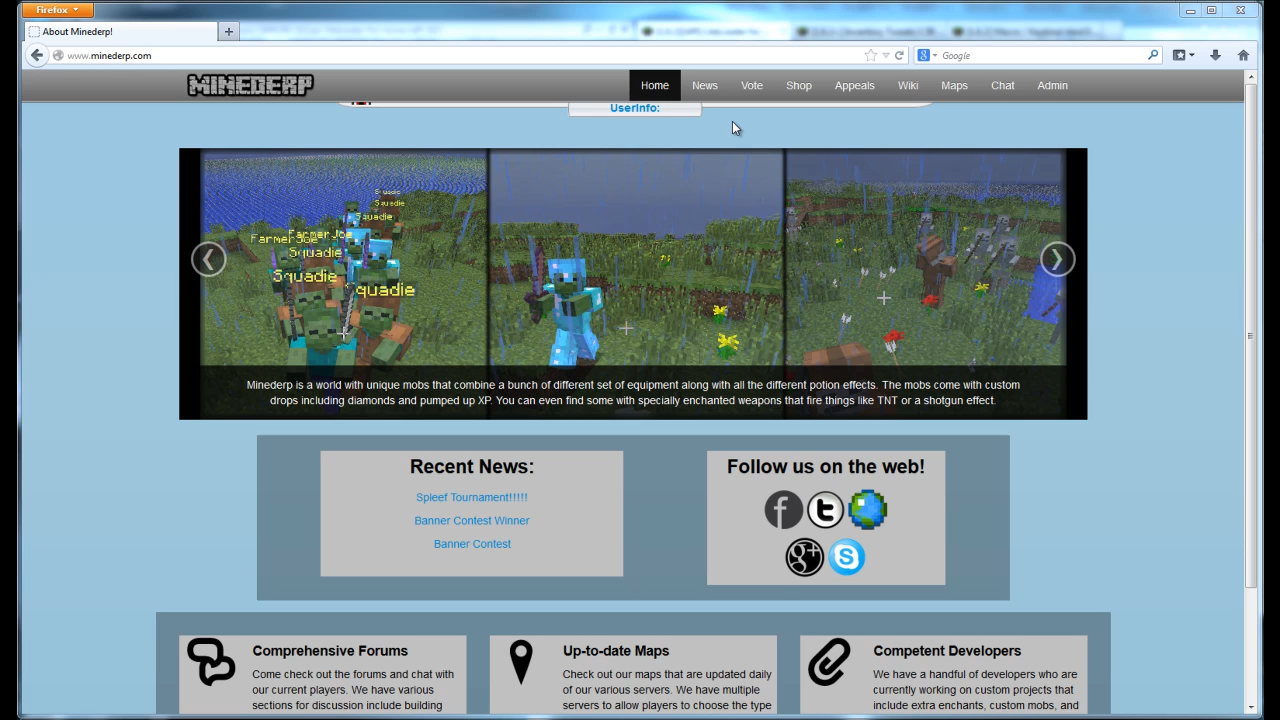 Firefox
About Minederp!
www.minederp.com
Google
MINEDERP
Home News Vote Shop Appeals Wiki Maps Chat Admin
UserInfo:
Squadie
Squadie
Squadie
Farmer Joe
Farmer Joe
Squadie
Squadie
quadie
Minederp is a world with unique mobs that combine a bunch of different set of equipment along with all the different potion effects. The mobs come with custom
drops including diamonds and pumped up XP. You can even find some with specially enchanted weapons that fire things like TNT or a shotgun effect.
Recent News:
Spleef Tournament!!!!!
Banner Contest Winner
Banner Contest
Follow us on the web!
Comprehensive Forums
Come check out the forums and chat with
our current players. We have various
sections for discussion include building
Up-to-date Maps
Check out our maps that are updated daily
of our various servers. We have multiple
servers to allow players to choose the type
Competent Developers
We have a handful of developers who are
currently working on custom projects that
include extra enchants, custom mobs, and